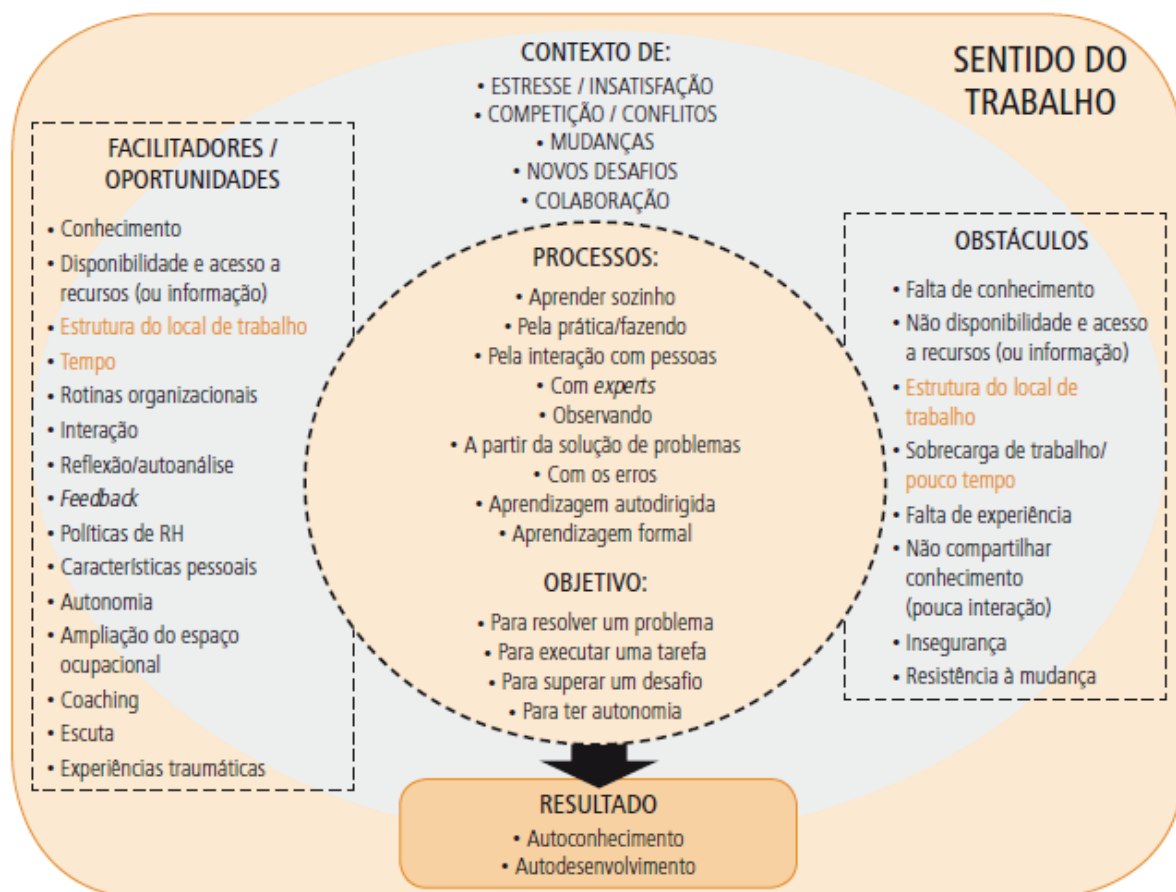 SENTIDO DO
TRABALHO
CONTEXTO DE:
• ESTRESSE / INSATISFAÇÃO
• COMPETIÇÃO / CONFLITOS
• MUDANÇAS
• NOVOS DESAFIOS
• COLABORAÇÃO
FACILITADORES /
OPORTUNIDADES
• Conhecimento
• Disponibilidade e acesso a
recursos (ou informação)
• Estrutura do local de trabalho
• Tempo
• Rotinas organizacionais
• Interação
• Reflexão/autoanálise
• Feedback
• Políticas de RH
• Características pessoais
• Autonomia
• Ampliação do espaço
ocupacional
• Coaching
• Escuta
• Experiências traumáticas
PROCESSOS:
• Aprender sozinho
• Pela prática/fazendo
• Pela interação com pessoas
• Com experts
• Observando
• A partir da solução de problemas
• Com os erros
• Aprendizagem autodirigida
• Aprendizagem formal
OBJETIVO:
• Para resolver um problema
• Para executar uma tarefa
• Para superar um desafio
• Para ter autonomia
OBSTÁCULOS
• Falta de conhecimento
• Não disponibilidade e acesso
a recursos (ou informação)
• Estrutura do local de
trabalho
• Sobrecarga de trabalho/
pouco tempo
• Falta de experiência
• Não compartilhar
conhecimento
(pouca interação)
• Insegurança
• Resistência à mudança
RESULTADO
• Autoconhecimento
• Autodesenvolvimento